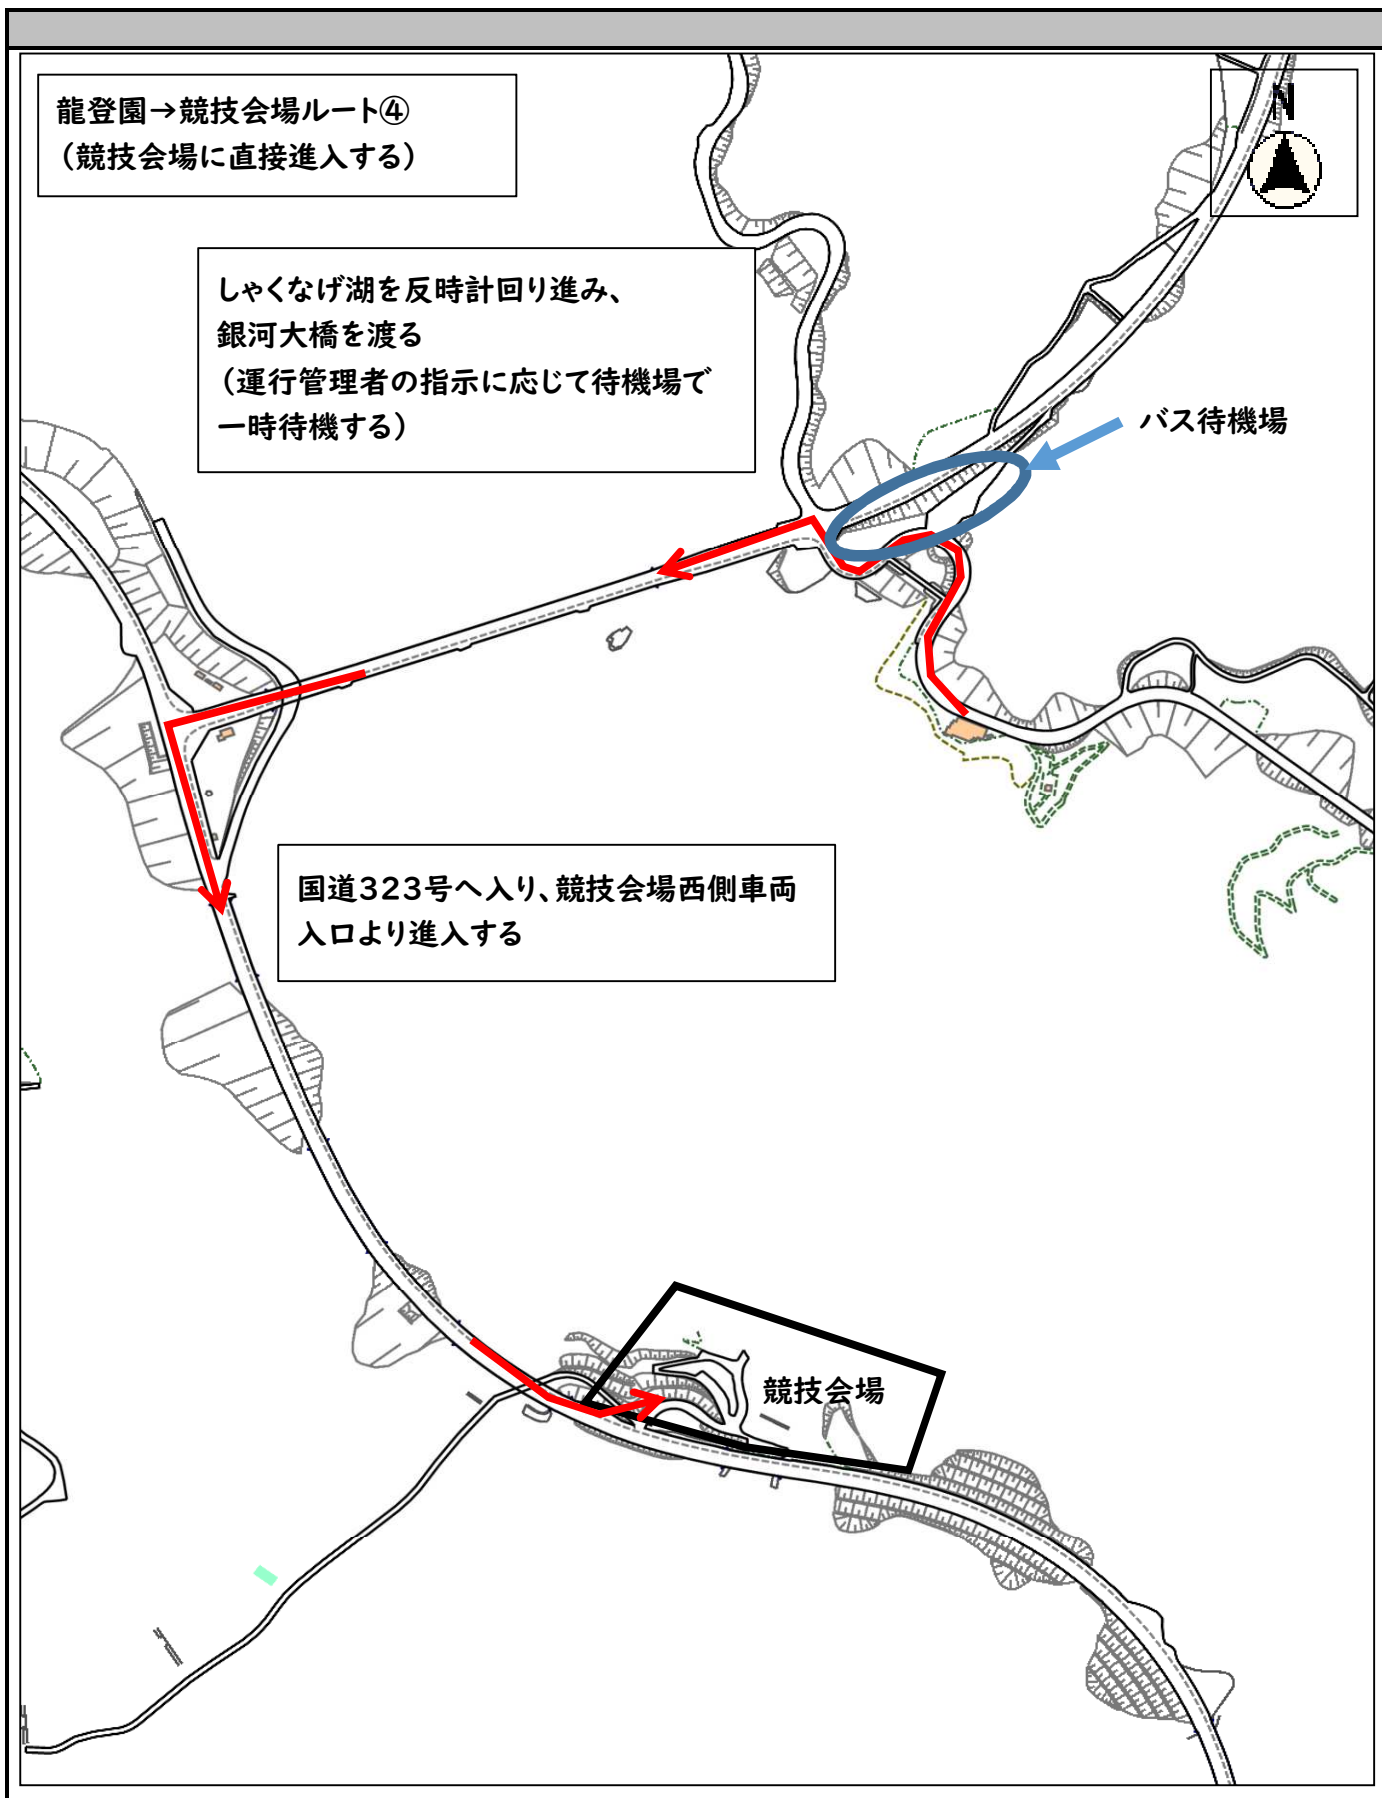 龍登園→競技会場ルート④
（競技会場に直接進入する）
N
しゃくなげ湖を反時計回り進み、
銀河大橋を渡る
（運行管理者の指示に応じて待機場で
一時待機する）
バス待機場
国道３２３号へ入り、競技会場西側車両
入口より進入する
競技会場